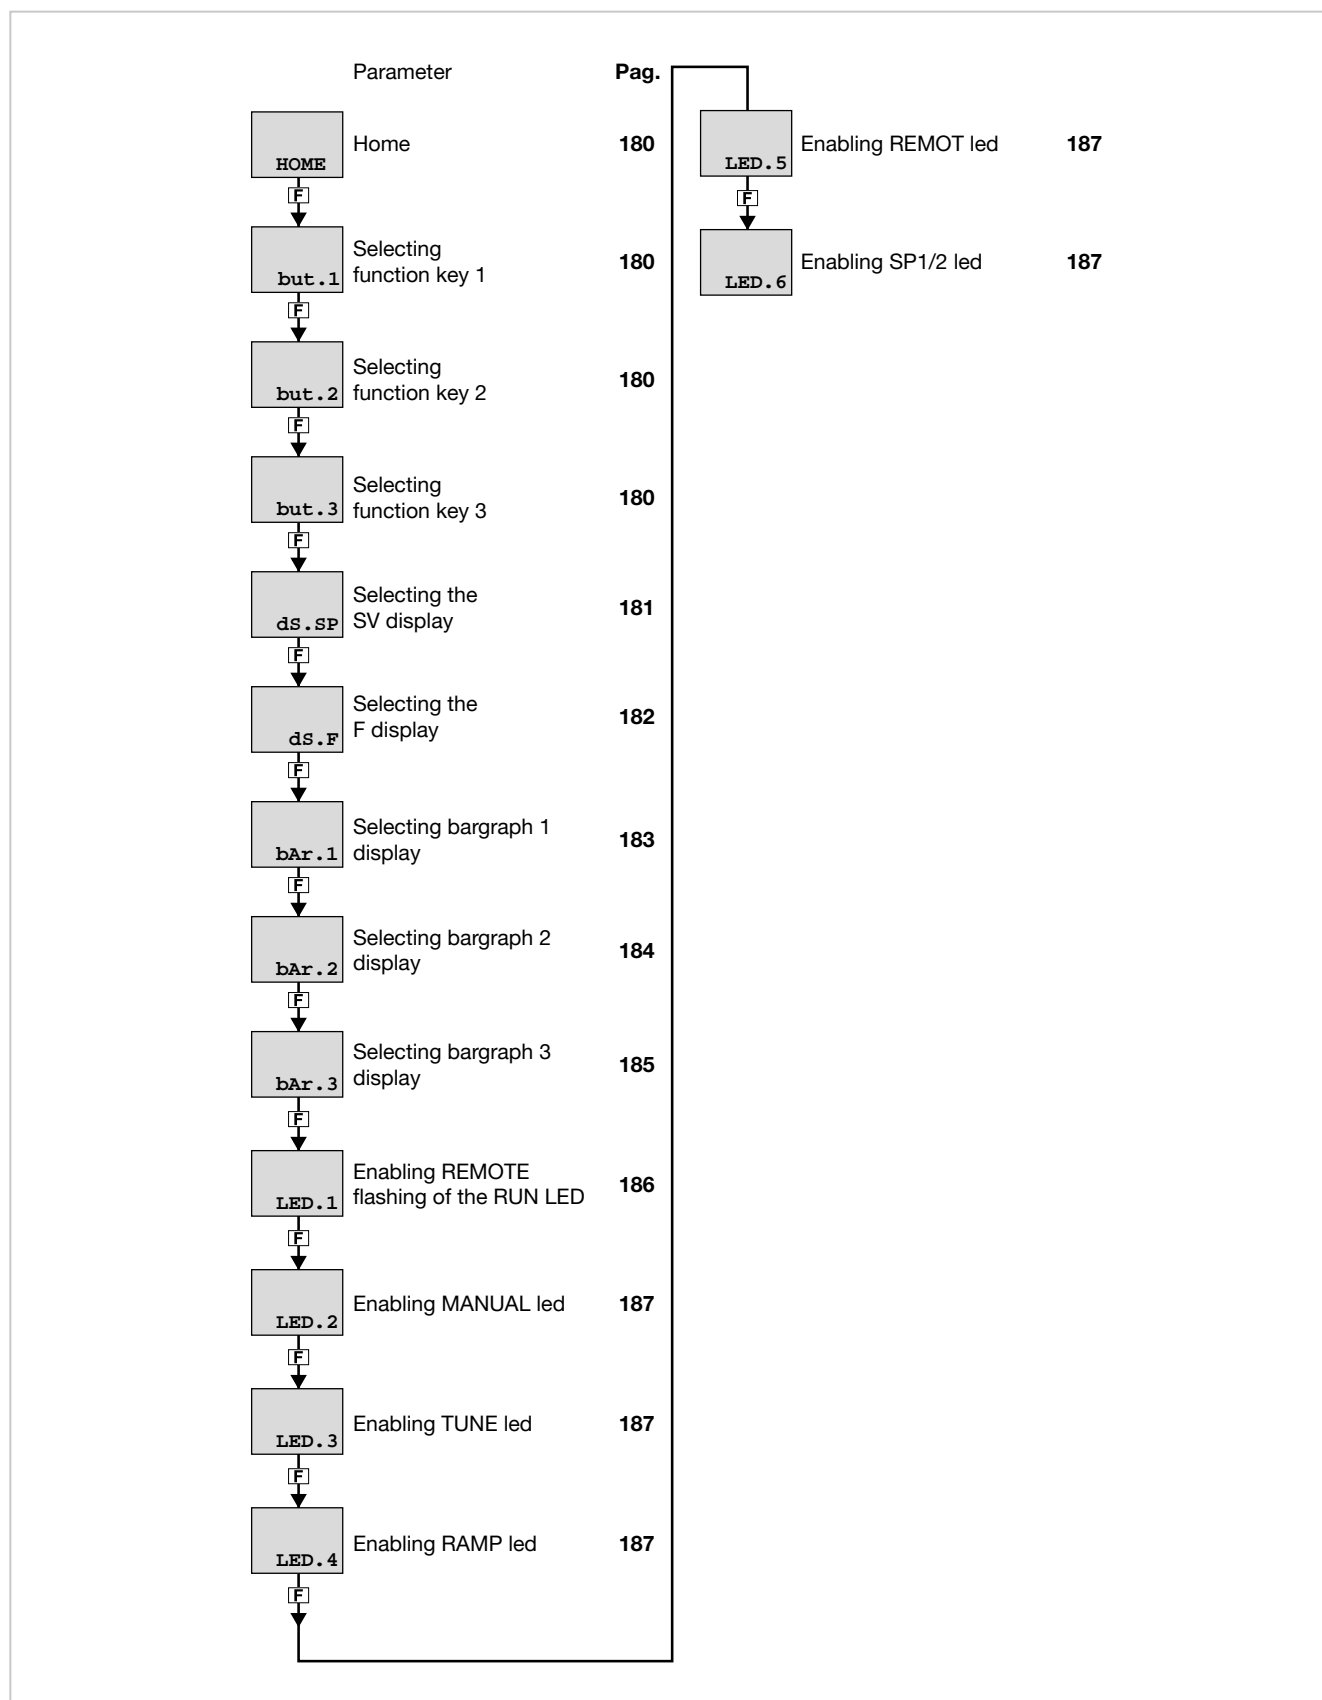 Parameter Pag.
HOME Home 180
F
but.1 Selecting
function key 1 180
F
but.2 Selecting
function key 2 180
F
but.3 Selecting
function key 3 180
F
dS.SP Selecting the
SV display 181
F
dS.F Selecting the
F display 182
F
bAr.1 Selecting bargraph 1
display 183
F
bAr.2 Selecting bargraph 2
display 184
F
bAr.3 Selecting bargraph 3
display 185
F
LED.1 Enabling REMOTE
flashing of the RUN LED 186
F
LED.2 Enabling MANUAL led 187
F
LED.3 Enabling TUNE led 187
F
LED.4 Enabling RAMP led 187
F
LED.5 Enabling REMOT led 187
F
LED.6 Enabling SP1/2 led 187